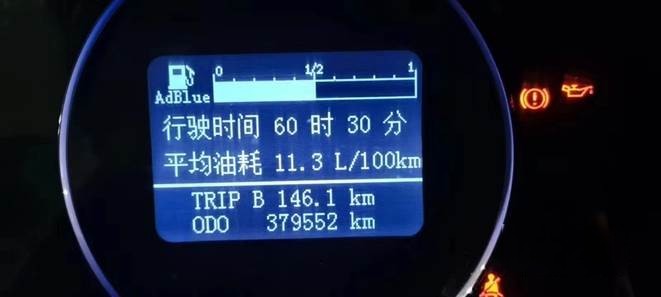 0 1/2 1
AdBlue
行驶时间 60 时 30 分
平均油耗 11.3 L/100km
TRIP B 146.1 km
ODO 379552 km